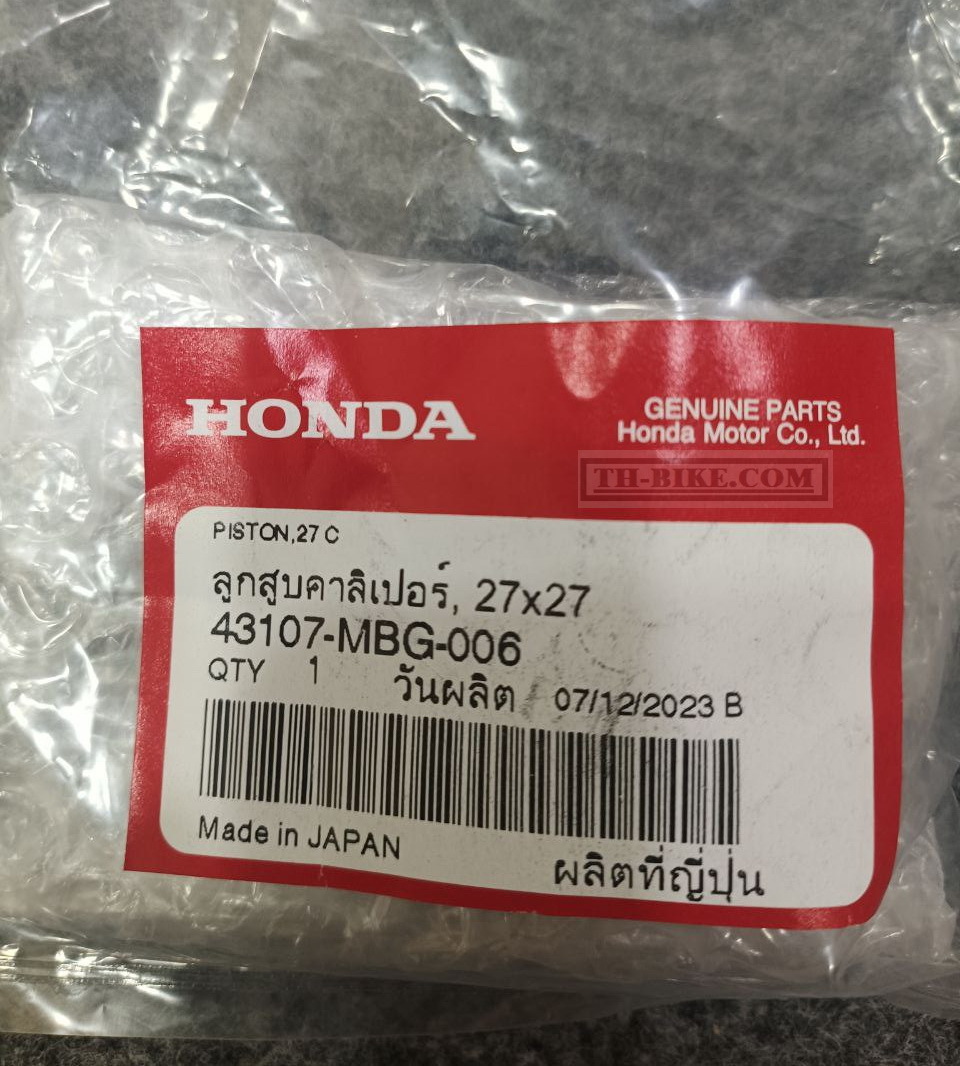 HONDA
GENUINE PARTS
Honda Motor Co., Ltd.
TH-BIKE.COM
PISTON,27 C
ลูกสูบคาลิเปอร์, 27x27
43107-MBG-006
QTY 1 วันผลิต 07/12/2023 B
Made in JAPAN
ผลิตที่ญี่ปุ่น